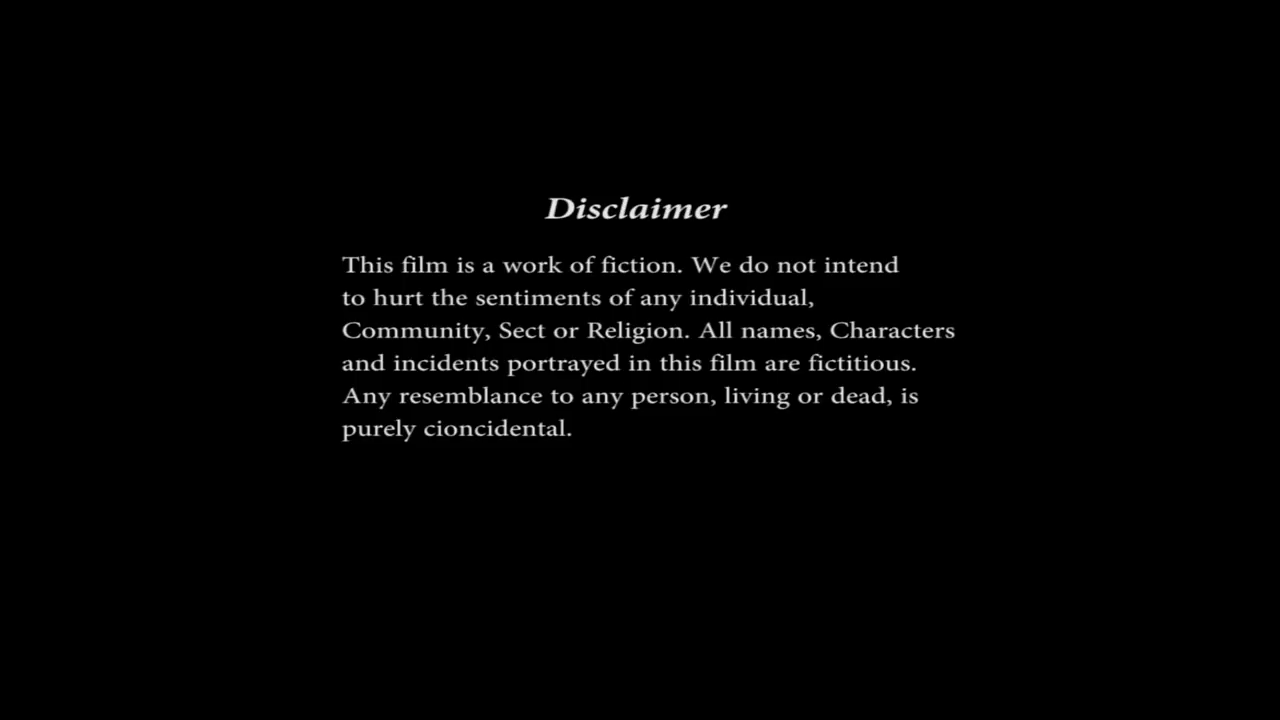 Disclaimer
This film is a work of fiction. We do not intend
to hurt the sentiments of any individual,
Community, Sect or Religion. All names, Characters
and incidents portrayed in this film are fictitious.
Any resemblance to any person, living or dead, is
purely cioncidental.